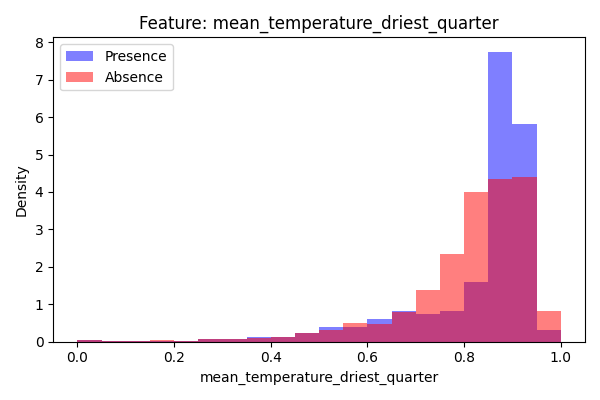 Feature: mean_temperature_driest_quarter
Presence
Absence
Density
8
7
6
5
4
3
2
1
0
0.0 0.2 0.4 0.6 0.8 1.0
mean_temperature_driest_quarter